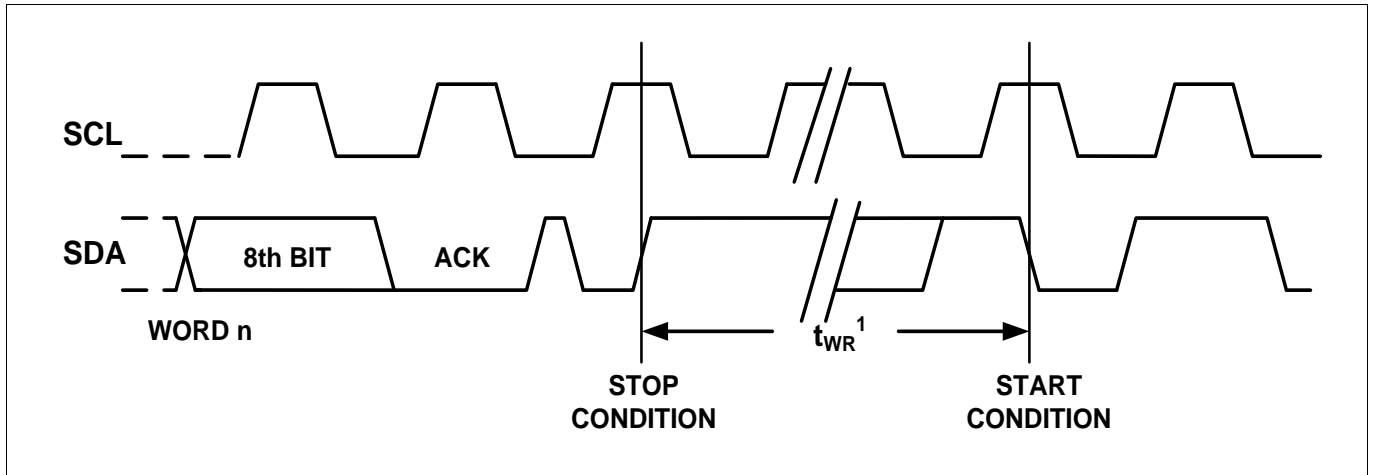 SCL
SDA
8th BIT
ACK
WORD n
tWR1
STOP
CONDITION
START
CONDITION